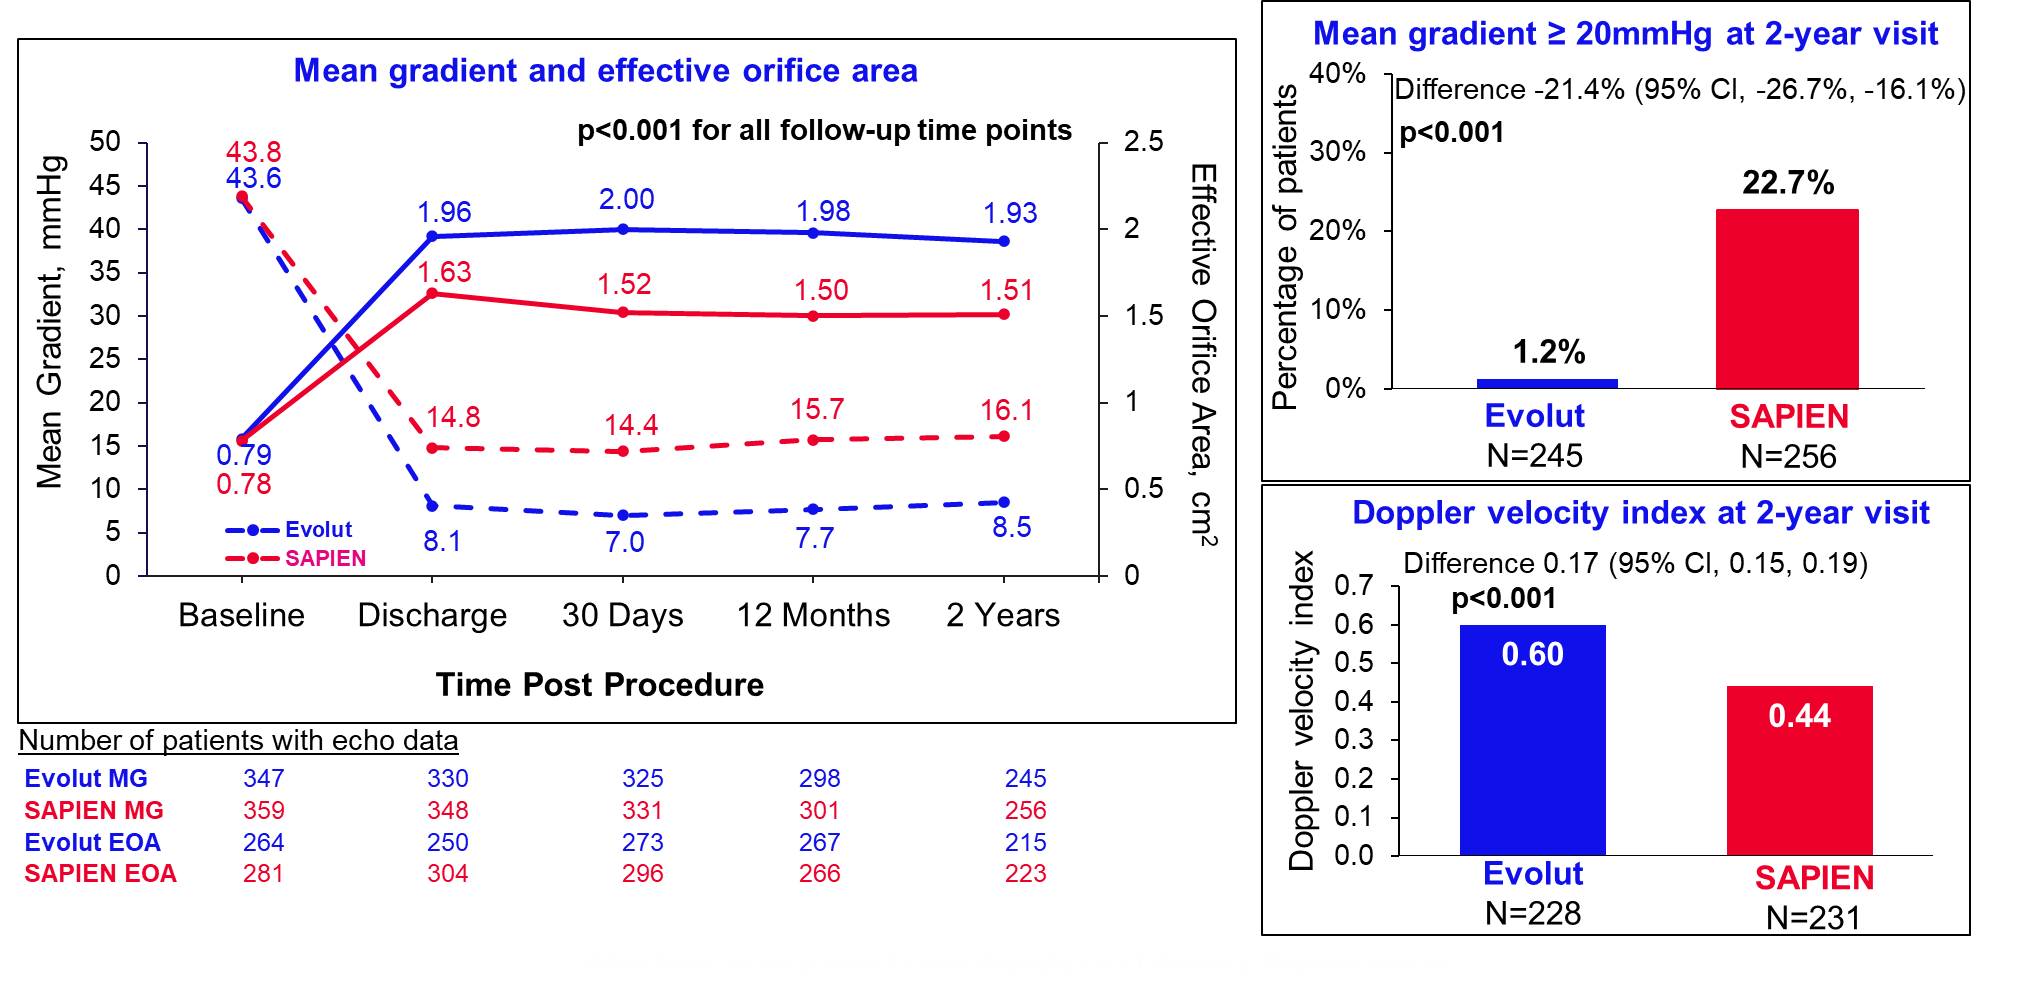 Mean gradient and effective orifice area
p<0.001 for all follow-up time points
Mean Gradient, mmHg
50
45
40
35
30
25
20
15
10
5
0
43.8
43.6
1.96
2.00
1.98
1.93
1.63
1.52
1.50
1.51
14.8
14.4
15.7
16.1
0.79
0.78
8.1
7.0
7.7
8.5
Evolut
SAPIEN
2.5
2
1.5
1
0.5
0
Effective Orifice Area, cm2
Baseline Discharge 30 Days 12 Months 2 Years
Time Post Procedure
Number of patients with echo data
Evolut MG 347 330 325 298 245
SAPIEN MG 359 348 331 301 256
Evolut EOA 264 250 273 267 215
SAPIEN EOA 281 304 296 266 223
Mean gradient ≥ 20mmHg at 2-year visit
Difference -21.4% (95% CI, -26.7%, -16.1%)
p<0.001
Percentage of patients
40%
30%
20%
10%
0%
1.2%
22.7%
Evolut SAPIEN
N=245 N=256
Doppler velocity index at 2-year visit
Difference 0.17 (95% CI, 0.15, 0.19)
p<0.001
Doppler velocity index
0.7
0.6
0.5
0.4
0.3
0.2
0.1
0.0
0.60
0.44
Evolut SAPIEN
N=228 N=231